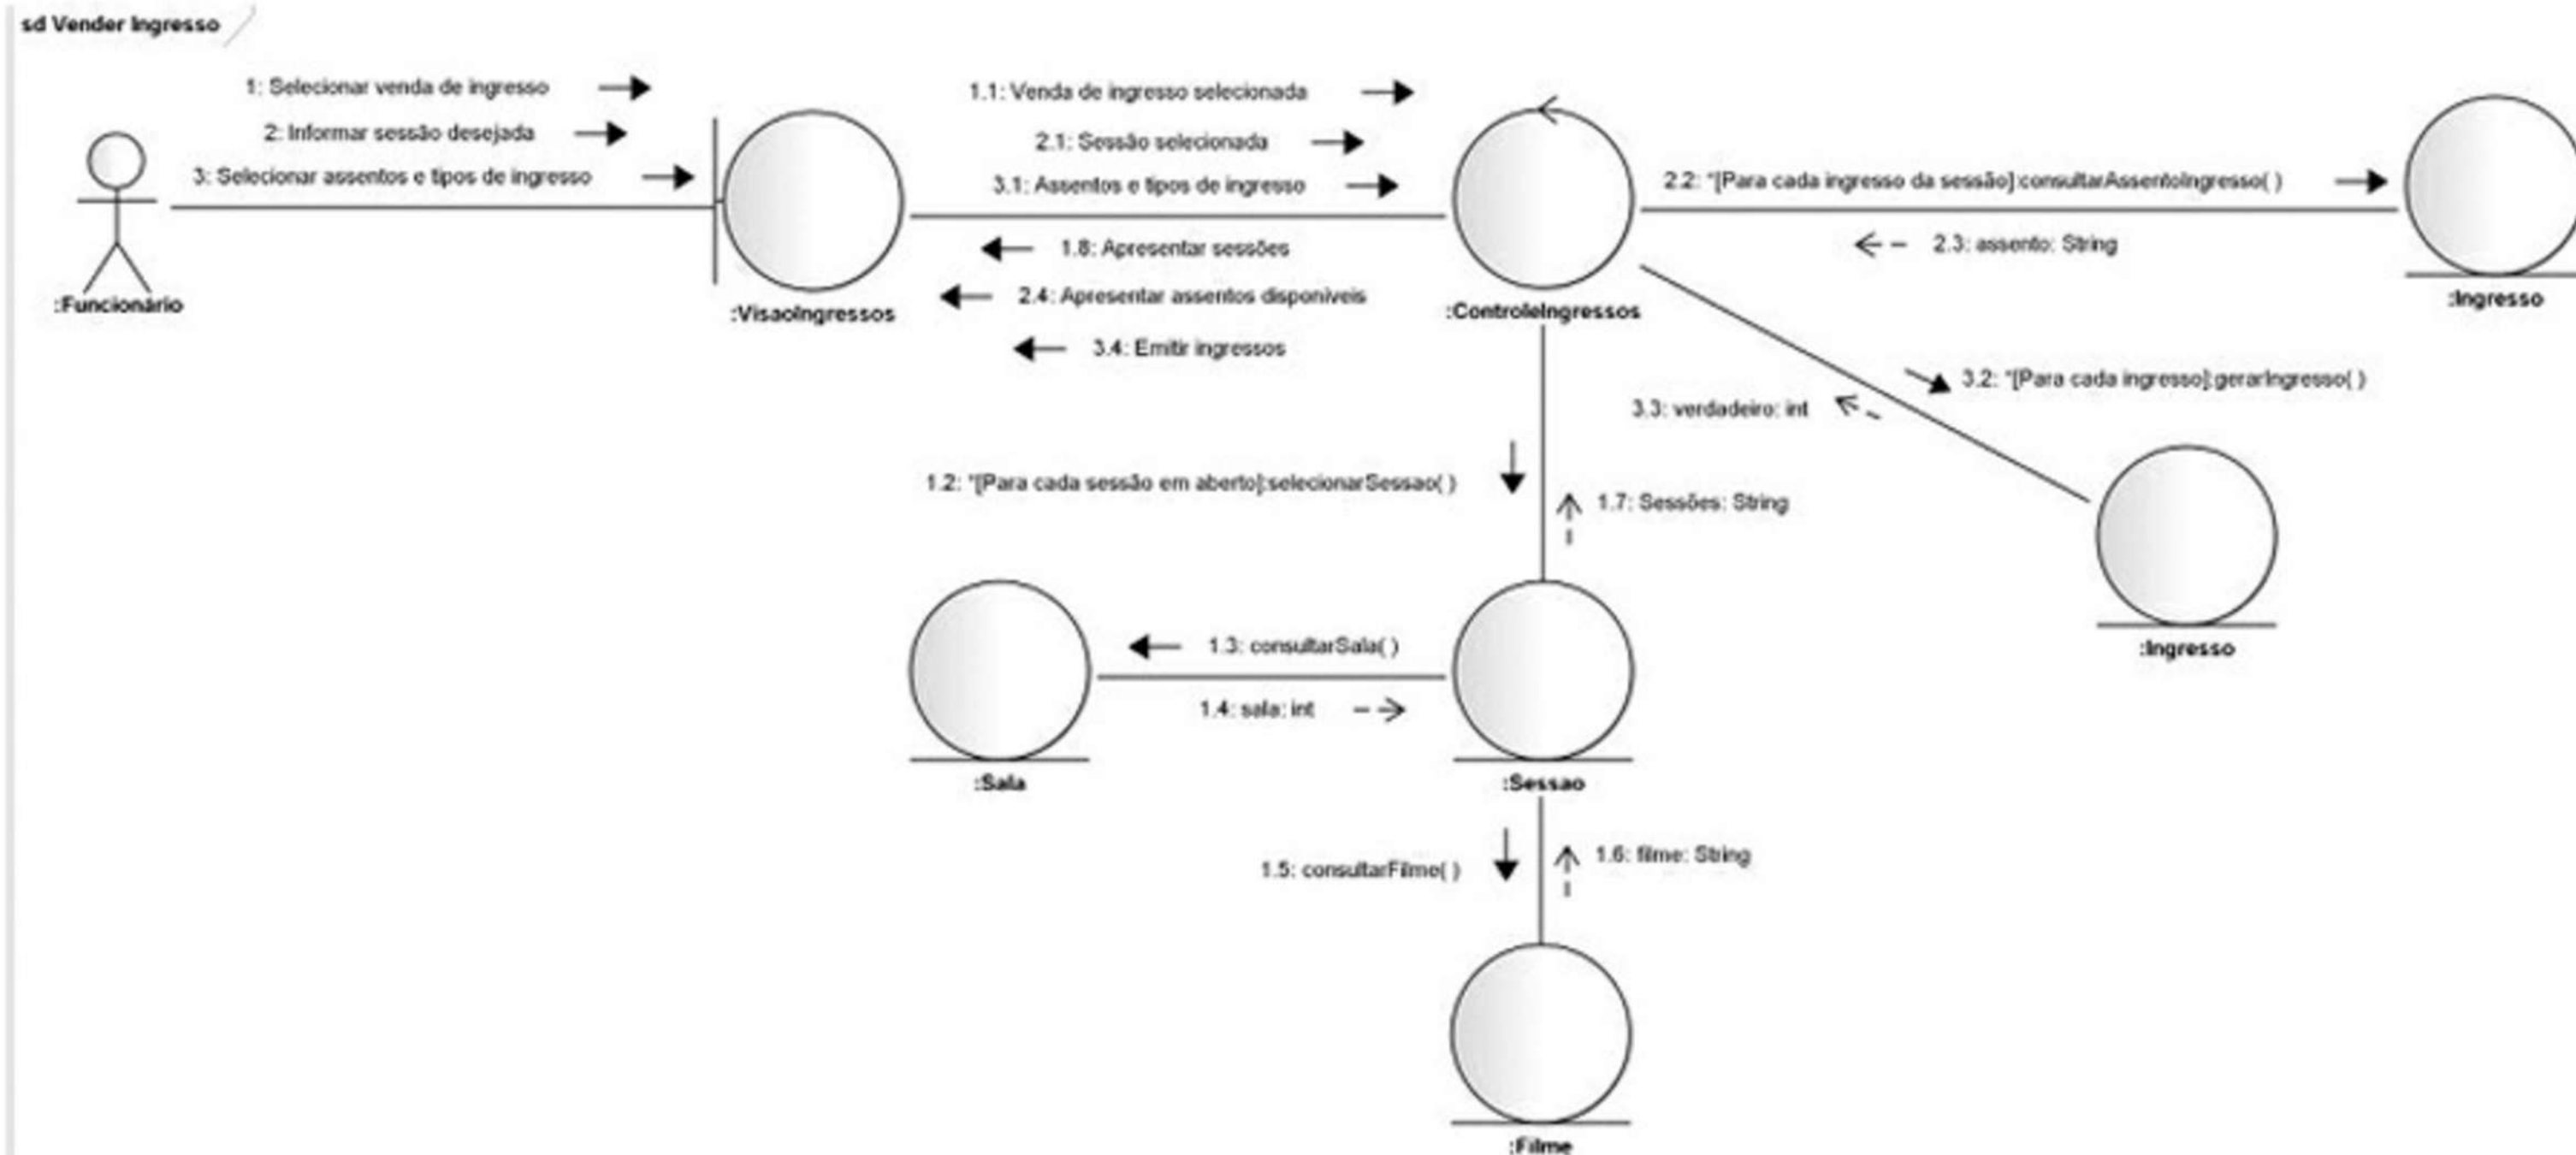 sd Vender Ingresso
1: Selecionar venda de ingresso
2: Informar sessão desejada
3: Selecionar assentos e tipos de ingresso
:Funcionário
:VisaoIngressos
1.1: Venda de ingresso selecionada
2.1: Sessão selecionada
3.1: Assentos e tipos de ingresso
1.8: Apresentar sessões
2.4: Apresentar assentos disponíveis
3.4: Emitir ingressos
:ControleIngressos
2.2: *[Para cada ingresso da sessão]:consultarAssentoIngresso( )
2.3: assento: String
:Ingresso
3.2: *[Para cada ingresso]:gerarIngresso( )
3.3: verdadeiro: int
:Ingresso
1.2: *[Para cada sessão em aberto]:selecionarSessao( )
1.7: Sessões: String
1.3: consultarSala( )
1.4: sala: int
:Sala
:Sessao
1.5: consultarFilme( )
1.6: filme: String
:Filme